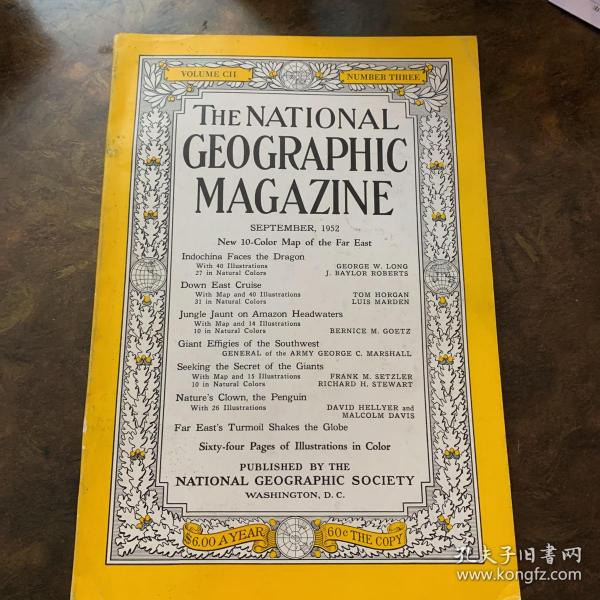 VOLUME CII
NUMBER THREE
THE NATIONAL
GEOGRAPHIC
MAGAZINE
SEPTEMBER, 1952
New 10-Color Map of the Far East
Indochina Faces the Dragon
With 40 Illustrations GEORGE W. LONG
27 in Natural Colors J. BAYLOR ROBERTS
Down East Cruise
With Map and 40 Illustrations TOM HORGAN
31 in Natural Colors LUIS MARDEN
Jungle Jaunt on Amazon Headwaters
With Map and 14 Illustrations
10 in Natural Colors BERNICE M. GOETZ
Giant Effigies of the Southwest
GENERAL of the ARMY GEORGE C. MARSHALL
Seeking the Secret of the Giants
With Map and 15 Illustrations FRANK M. SETZLER
10 in Natural Colors RICHARD H. STEWART
Nature's Clown, the Penguin
With 26 Illustrations DAVID HELLYER and
MALCOLM DAVIS
Far East's Turmoil Shakes the Globe
Sixty-four Pages of Illustrations in Color
PUBLISHED BY THE
NATIONAL GEOGRAPHIC SOCIETY
WASHINGTON, D. C.
$6.00 A YEAR
60¢ THE COPY
孔夫子旧书网
www.kongfz.com